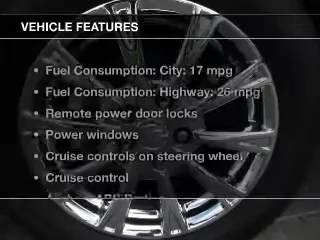 VEHICLE FEATURES
• Fuel Consumption: City: 17 mpg
• Fuel Consumption: Highway: 26 mpg
• Remote power door locks
• Power windows
• Cruise controls on steering wheel
• Cruise control